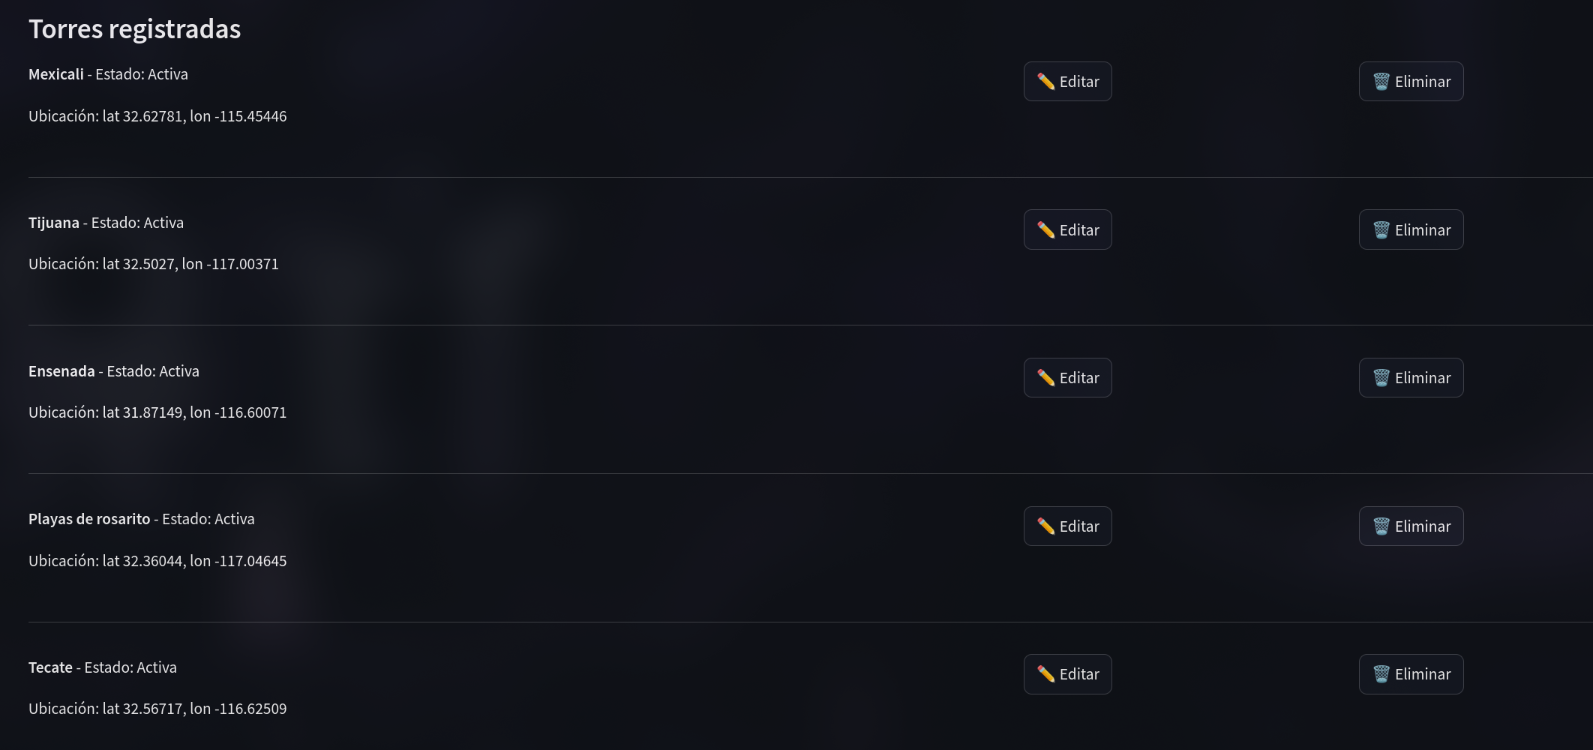 Torres registradas
Mexicali - Estado: Activa
✏️ Editar
🗑️ Eliminar
Ubicación: lat 32.62781, lon -115.45446
Tijuana - Estado: Activa
✏️ Editar
🗑️ Eliminar
Ubicación: lat 32.5027, lon -117.00371
Ensenada - Estado: Activa
✏️ Editar
🗑️ Eliminar
Ubicación: lat 31.87149, lon -116.60071
Playas de rosarito - Estado: Activa
✏️ Editar
🗑️ Eliminar
Ubicación: lat 32.36044, lon -117.04645
Tecate - Estado: Activa
✏️ Editar
🗑️ Eliminar
Ubicación: lat 32.56717, lon -116.62509